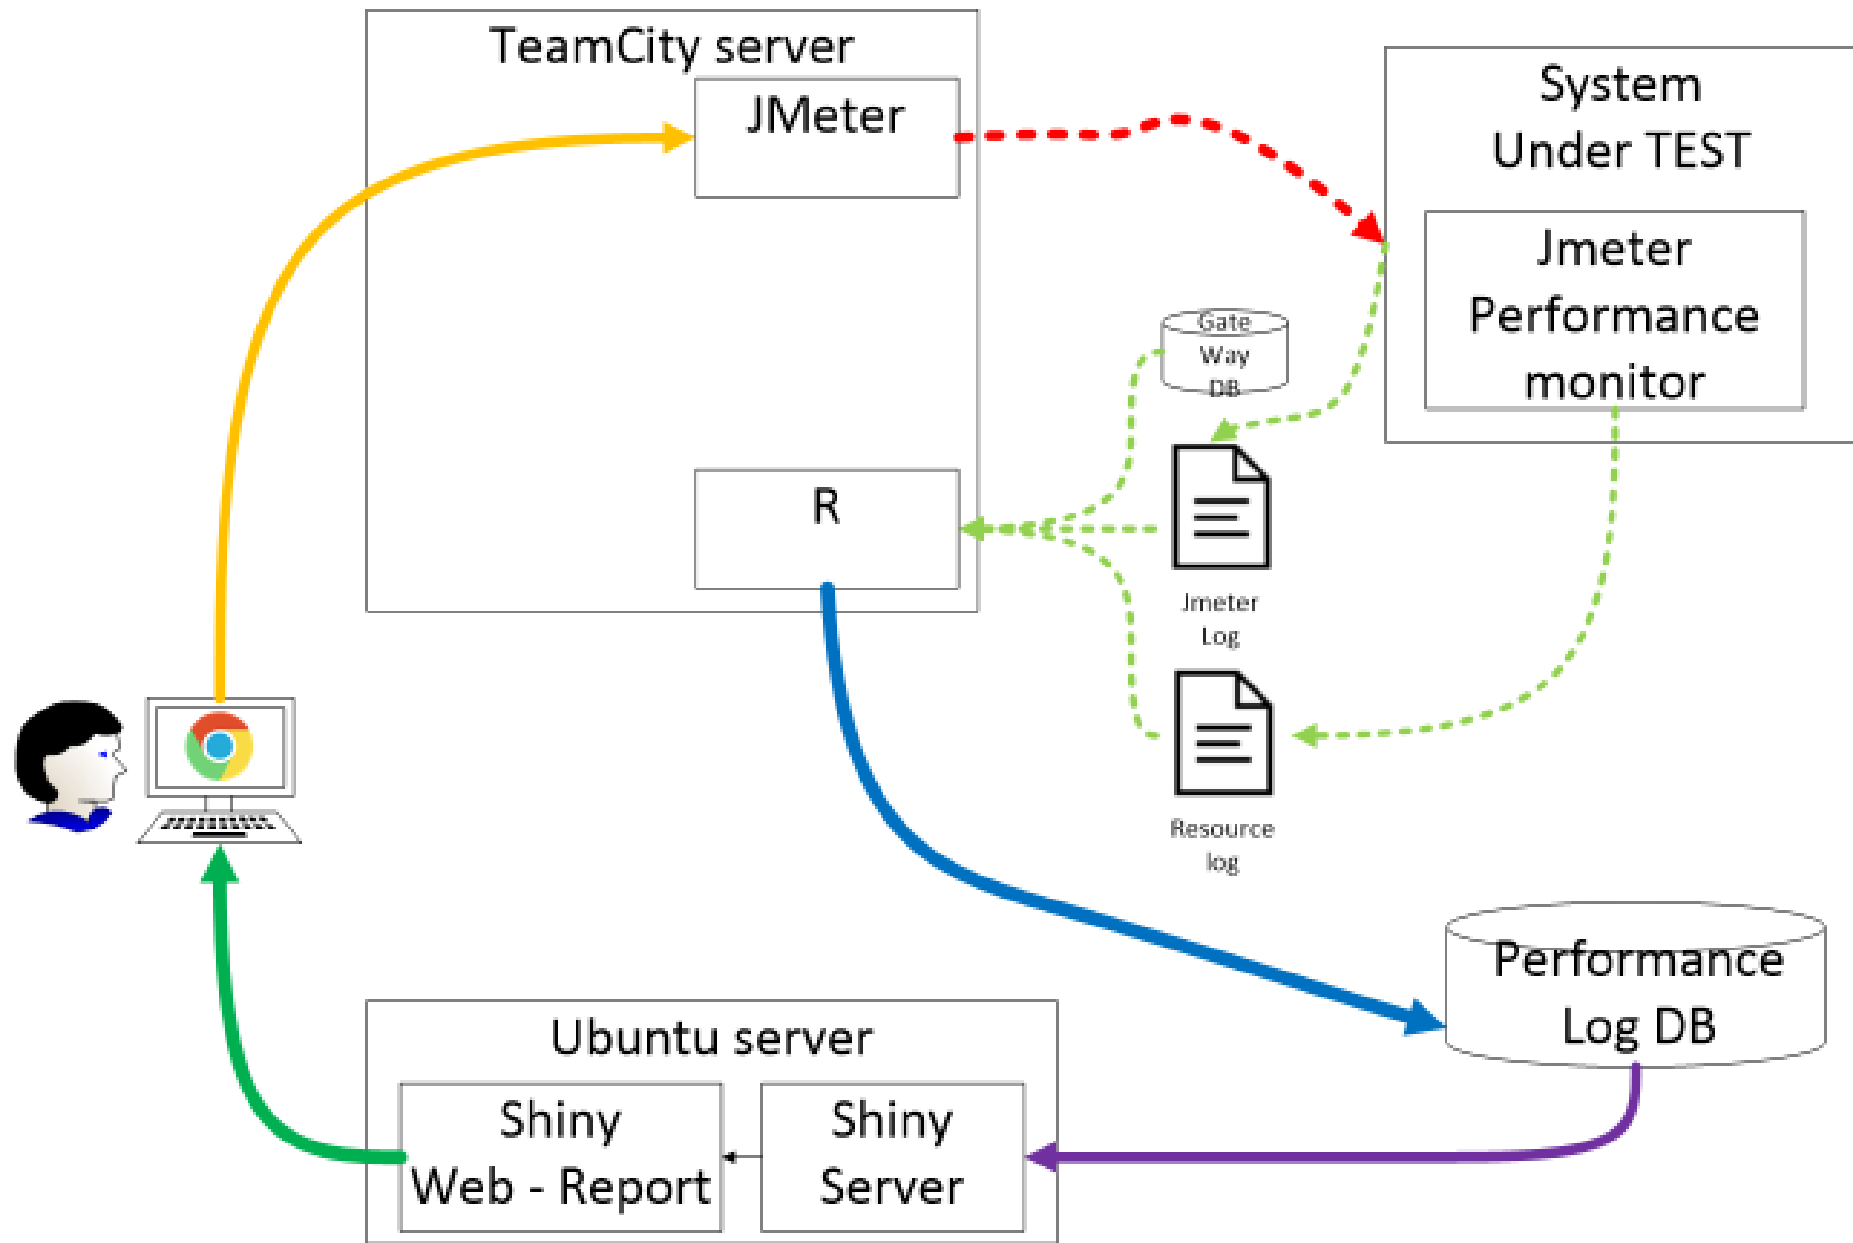 TeamCity server
JMeter
System
Under TEST
Jmeter
Performance
monitor
Gate
Way
DB
R
Jmeter
Log
Resource
log
Performance
Log DB
Ubuntu server
Shiny
Web - Report
Shiny
Server